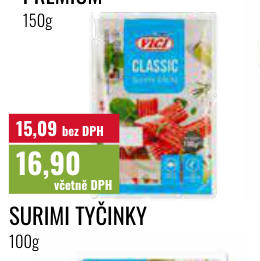 PREMIUM
150g
VICI
CLASSIC
15,09 bez DPH
16,90
včetně DPH
SURIMI TYČINKY
100g